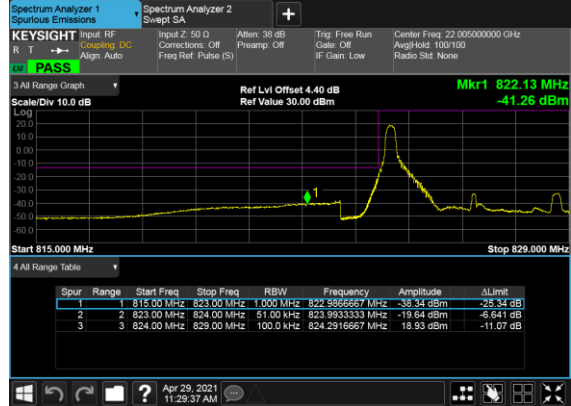 Spectrum Analyzer 1
Spurious Emissions
Spectrum Analyzer 2
Swept SA
KEYSIGHT
R T
LXI PASS
Input: RF
Coupling: DC
Align: Auto
Input Z: 50 Ω
Corrections: Off
Freq Ref: Pulse (S)
Atten: 38 dB
Preamp: Off
Trig: Free Run
Gate: Off
IF Gain: Low
Center Freq: 22.005000000 GHz
Avg|Hold: 100/100
Radio Std: None
3 All Range Graph
Scale/Div 10.0 dB
Ref Lvl Offset 4.40 dB
Ref Value 30.00 dBm
Mkr1 822.13 MHz
-41.26 dBm
Log
20.0
10.0
0.00
-10.0
-20.0
-30.0
-40.0
-50.0
-60.0
1
Start 815.000 MHz
Stop 829.000 MHz
4 All Range Table
Spur Range Start Freq Stop Freq RBW Frequency Amplitude ΔLimit
1 1 815.00 MHz 823.00 MHz 1.000 MHz 822.9866667 MHz -38.34 dBm -25.34 dB
2 2 823.00 MHz 824.00 MHz 51.00 kHz 823.9933333 MHz -19.64 dBm -6.641 dB
3 3 824.00 MHz 829.00 MHz 100.0 kHz 824.2916667 MHz 18.93 dBm -11.07 dB
Apr 29, 2021
11:29:37 AM